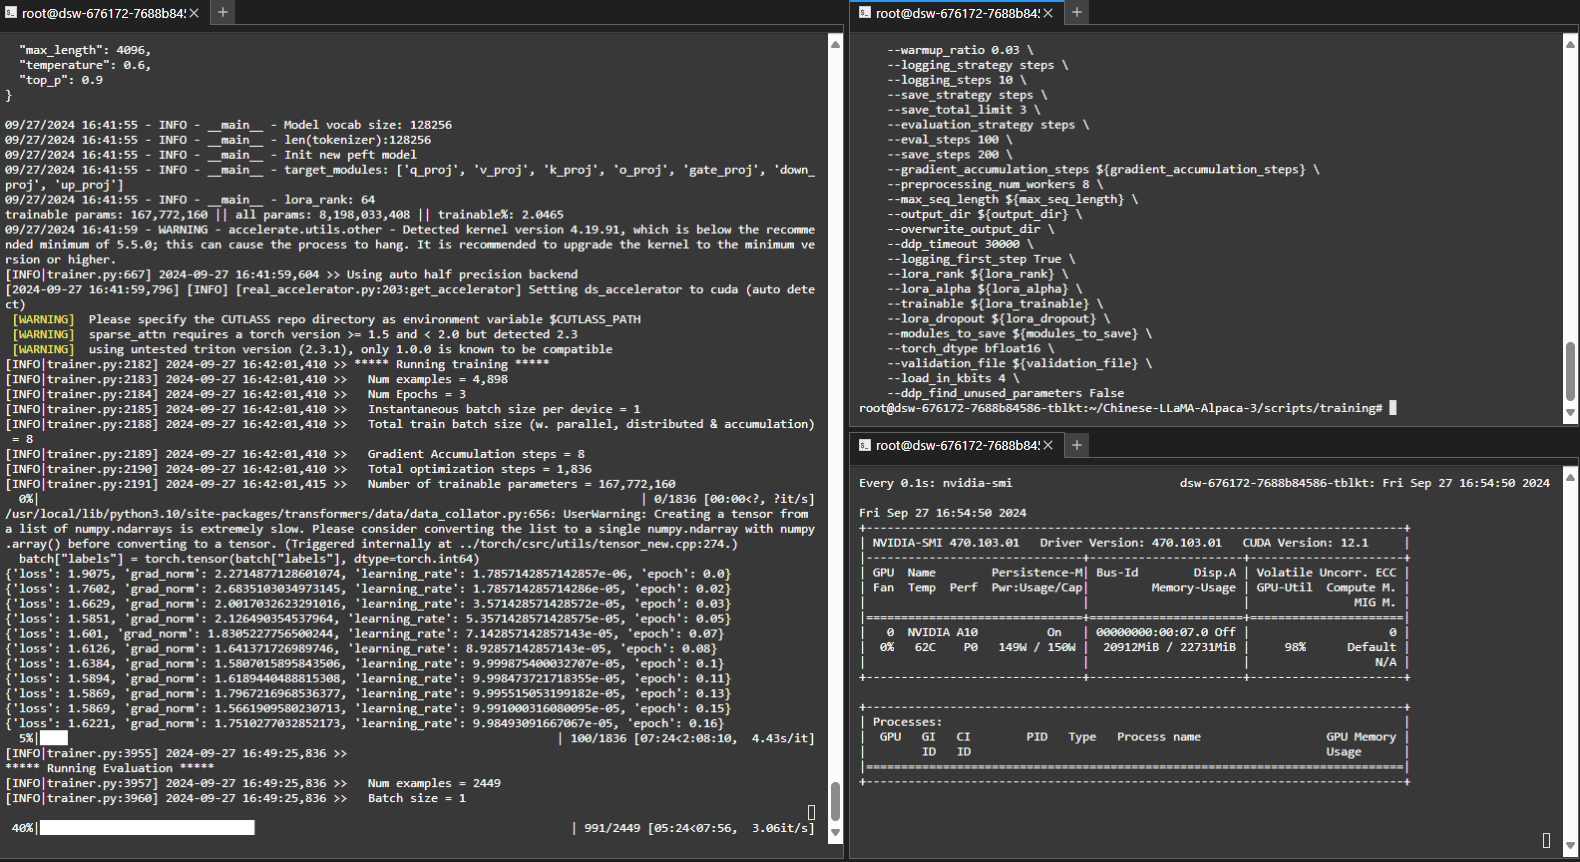 root@dsw-676172-7688b84!
"max_length": 4096,
"temperature": 0.6,
"top_p": 0.9
}
09/27/2024 16:41:55 - INFO - __main__ - Model vocab size: 128256
09/27/2024 16:41:55 - INFO - __main__ - len(tokenizer):128256
09/27/2024 16:41:55 - INFO - __main__ - Init new peft model
09/27/2024 16:41:55 - INFO - __main__ - target_modules: ['q_proj', 'v_proj', 'k_proj', 'o_proj', 'gate_proj', 'down_
proj', 'up_proj']
09/27/2024 16:41:55 - INFO - __main__ - lora_rank: 64
trainable params: 167,772,160 || all params: 8,198,033,408 || trainable%: 2.0465
09/27/2024 16:41:59 - WARNING - accelerate.utils.other - Detected kernel version 4.19.91, which is below the recomme
nded minimum of 5.5.0; this can cause the process to hang. It is recommended to upgrade the kernel to the minimum ve
rsion or higher.
[INFO|trainer.py:667] 2024-09-27 16:41:59,604 >> Using auto half precision backend
[2024-09-27 16:41:59,796] [INFO] [real_accelerator.py:203:get_accelerator] Setting ds_accelerator to cuda (auto dete
ct)
[WARNING]  Please specify the CUTLASS repo directory as environment variable $CUTLASS_PATH
[WARNING]  sparse_attn requires a torch version >= 1.5 and < 2.0 but detected 2.3
[WARNING]  using untested triton version (2.3.1), only 1.0.0 is known to be compatible
[INFO|trainer.py:2182] 2024-09-27 16:42:01,410 >> ***** Running training *****
[INFO|trainer.py:2183] 2024-09-27 16:42:01,410 >>   Num examples = 4,898
[INFO|trainer.py:2184] 2024-09-27 16:42:01,410 >>   Num Epochs = 3
[INFO|trainer.py:2185] 2024-09-27 16:42:01,410 >>   Instantaneous batch size per device = 1
[INFO|trainer.py:2188] 2024-09-27 16:42:01,410 >>   Total train batch size (w. parallel, distributed & accumulation)
= 8
[INFO|trainer.py:2189] 2024-09-27 16:42:01,410 >>   Gradient Accumulation steps = 8
[INFO|trainer.py:2190] 2024-09-27 16:42:01,410 >>   Total optimization steps = 1,836
[INFO|trainer.py:2191] 2024-09-27 16:42:01,415 >>   Number of trainable parameters = 167,772,160
0%| | 0/1836 [00:00<?, ?it/s]
/usr/local/lib/python3.10/site-packages/transformers/data/data_collator.py:656: UserWarning: Creating a tensor from
a list of numpy.ndarrays is extremely slow. Please consider converting the list to a single numpy.ndarray with numpy
.array() before converting to a tensor. (Triggered internally at ../torch/csrc/utils/tensor_new.cpp:274.)
batch["labels"] = torch.tensor(batch["labels"], dtype=torch.int64)
{'loss': 1.9075, 'grad_norm': 2.2714877128601074, 'learning_rate': 1.7857142857142857e-06, 'epoch': 0.0}
{'loss': 1.7602, 'grad_norm': 2.6835103034973145, 'learning_rate': 1.785714285714286e-05, 'epoch': 0.02}
{'loss': 1.6629, 'grad_norm': 2.0017032623291016, 'learning_rate': 3.571428571428572e-05, 'epoch': 0.03}
{'loss': 1.5851, 'grad_norm': 2.126490354537964, 'learning_rate': 5.3571428571428575e-05, 'epoch': 0.05}
{'loss': 1.601, 'grad_norm': 1.8305227756500244, 'learning_rate': 7.142857142857143e-05, 'epoch': 0.07}
{'loss': 1.6126, 'grad_norm': 1.641371726989746, 'learning_rate': 8.92857142857143e-05, 'epoch': 0.08}
{'loss': 1.6384, 'grad_norm': 1.5807015895843506, 'learning_rate': 9.999875400032707e-05, 'epoch': 0.1}
{'loss': 1.5894, 'grad_norm': 1.6189440488815308, 'learning_rate': 9.998473721718355e-05, 'epoch': 0.11}
{'loss': 1.5869, 'grad_norm': 1.7967216968536377, 'learning_rate': 9.995515053199182e-05, 'epoch': 0.13}
{'loss': 1.5869, 'grad_norm': 1.5661909580230713, 'learning_rate': 9.991000316080095e-05, 'epoch': 0.15}
{'loss': 1.6221, 'grad_norm': 1.7510277032852173, 'learning_rate': 9.984930916670​67e-05, 'epoch': 0.16}
5%| | 100/1836 [07:24<2:08:10,  4.43s/it]
[INFO|trainer.py:3955] 2024-09-27 16:49:25,836 >>
***** Running Evaluation *****
[INFO|trainer.py:3957] 2024-09-27 16:49:25,836 >>   Num examples = 2449
[INFO|trainer.py:3960] 2024-09-27 16:49:25,836 >>   Batch size = 1
40%| | 991/2449 [05:24<07:56,  3.06it/s]
root@dsw-676172-7688b84!
--warmup_ratio 0.03 \
--logging_strategy steps \
--logging_steps 10 \
--save_strategy steps \
--save_total_limit 3 \
--evaluation_strategy steps \
--eval_steps 100 \
--save_steps 200 \
--gradient_accumulation_steps ${gradient_accumulation_steps} \
--preprocessing_num_workers 8 \
--max_seq_length ${max_seq_length} \
--output_dir ${output_dir} \
--overwrite_output_dir \
--ddp_timeout 30000 \
--logging_first_step True \
--lora_rank ${lora_rank} \
--lora_alpha ${lora_alpha} \
--trainable ${lora_trainable} \
--lora_dropout ${lora_dropout} \
--modules_to_save ${modules_to_save} \
--torch_dtype bfloat16 \
--validation_file ${validation_file} \
--load_in_kbits 4 \
--ddp_find_unused_parameters False
root@dsw-676172-7688b84586-tblkt:~/Chinese-LLaMA-Alpaca-3/scripts/training#
root@dsw-676172-7688b84!
Every 0.1s: nvidia-smi dsw-676172-7688b84586-tblkt: Fri Sep 27 16:54:50 2024
Fri Sep 27 16:54:50 2024
NVIDIA-SMI 470.103.01   Driver Version: 470.103.01   CUDA Version: 12.1
GPU  Name        Persistence-M| Bus-Id        Disp.A | Volatile Uncorr. ECC
Fan  Temp  Perf  Pwr:Usage/Cap|         Memory-Usage | GPU-Util  Compute M.
MIG M.
0  NVIDIA A10          On   | 00000000:00:07.0 Off |                    0
0%   62C    P0   149W / 150W |  20912MiB / 22731MiB |     98%      Default
N/A
Processes:
GPU   GI   CI        PID   Type   Process name                  GPU Memory
ID   ID                                                   Usage